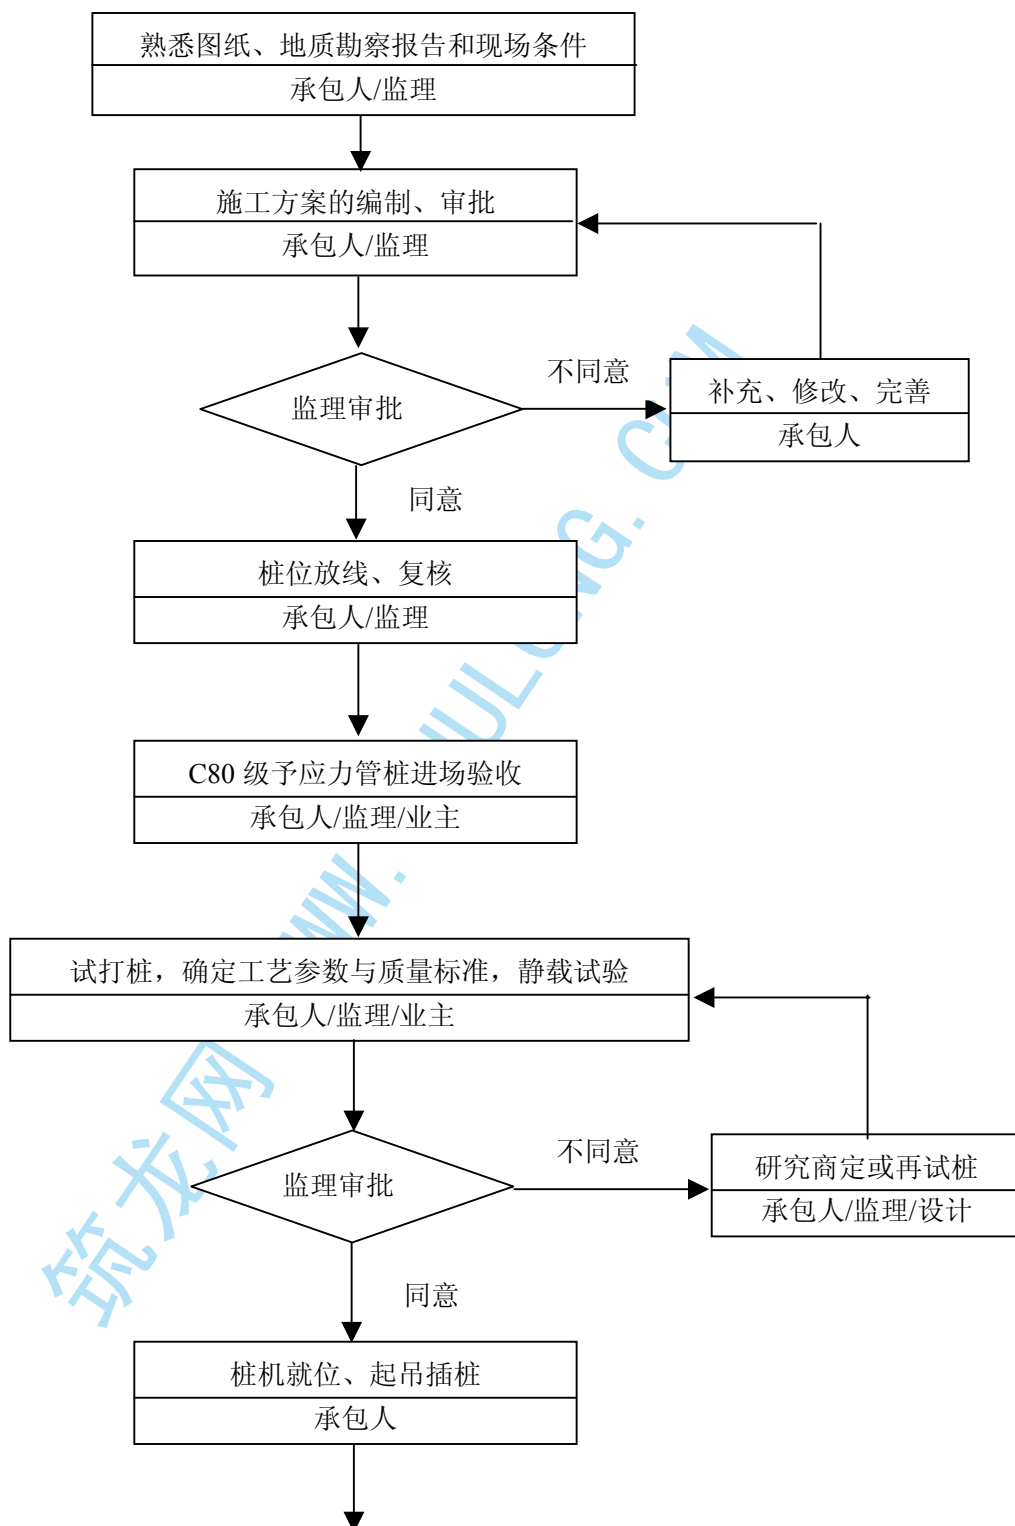 熟悉图纸、地质勘察报告和现场条件
承包人/监理
施工方案的编制、审批
承包人/监理
不同意
监理审批
补充、修改、完善
承包人
同意
桩位放线、复核
承包人/监理
C80 级予应力管桩进场验收
承包人/监理/业主
试打桩，确定工艺参数与质量标准，静载试验
承包人/监理/业主
不同意
监理审批
研究商定或再试桩
承包人/监理/设计
同意
桩机就位、起吊插桩
承包人
筑龙网 WWW.ZHULONG.COM